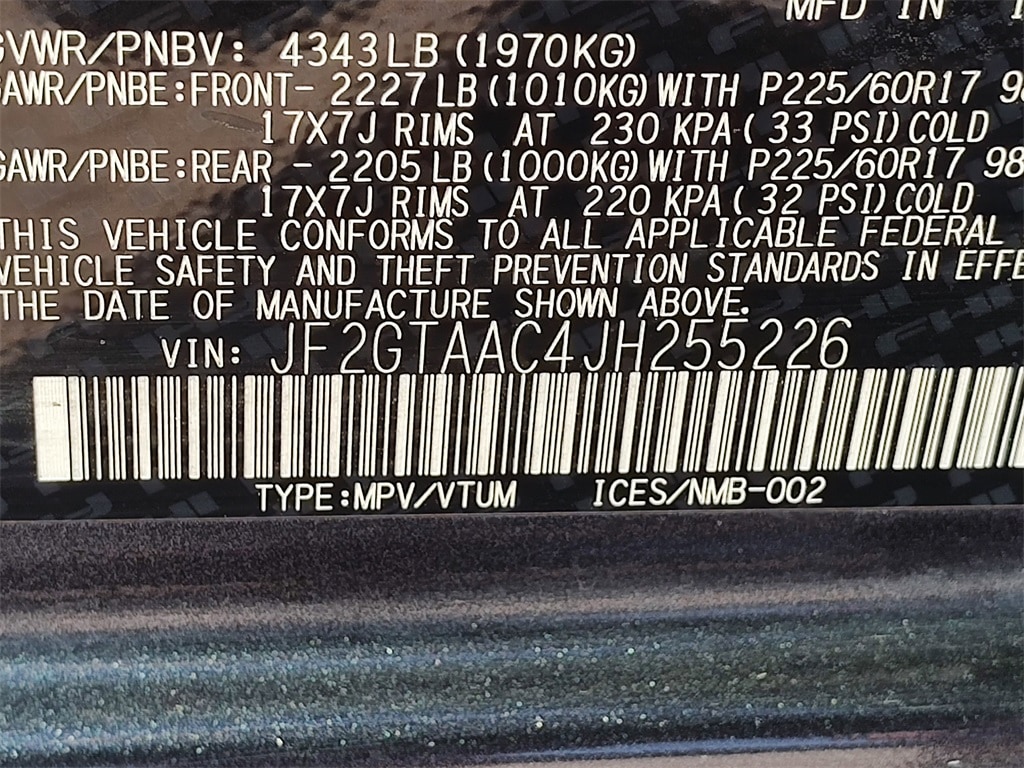 MFD IN
GVWR/PNBV: 4343LB (1970KG)
GAWR/PNBE:FRONT- 2227LB(1010KG)WITH P225/60R17 98
17X7J RIMS AT 230 KPA( 33 PSI)COLD
GAWR/PNBE:REAR - 2205LB(1000KG)WITH P225/60R17 98
17X7J RIMS AT 220 KPA( 32 PSI)COLD
THIS VEHICLE CONFORMS TO ALL APPLICABLE FEDERAL
VEHICLE SAFETY AND THEFT PREVENTION STANDARDS IN EFFE
THE DATE OF MANUFACTURE SHOWN ABOVE.
VIN: JF2GTAAC4JH255226
TYPE:MPV/VTUM ICES/NMB-002